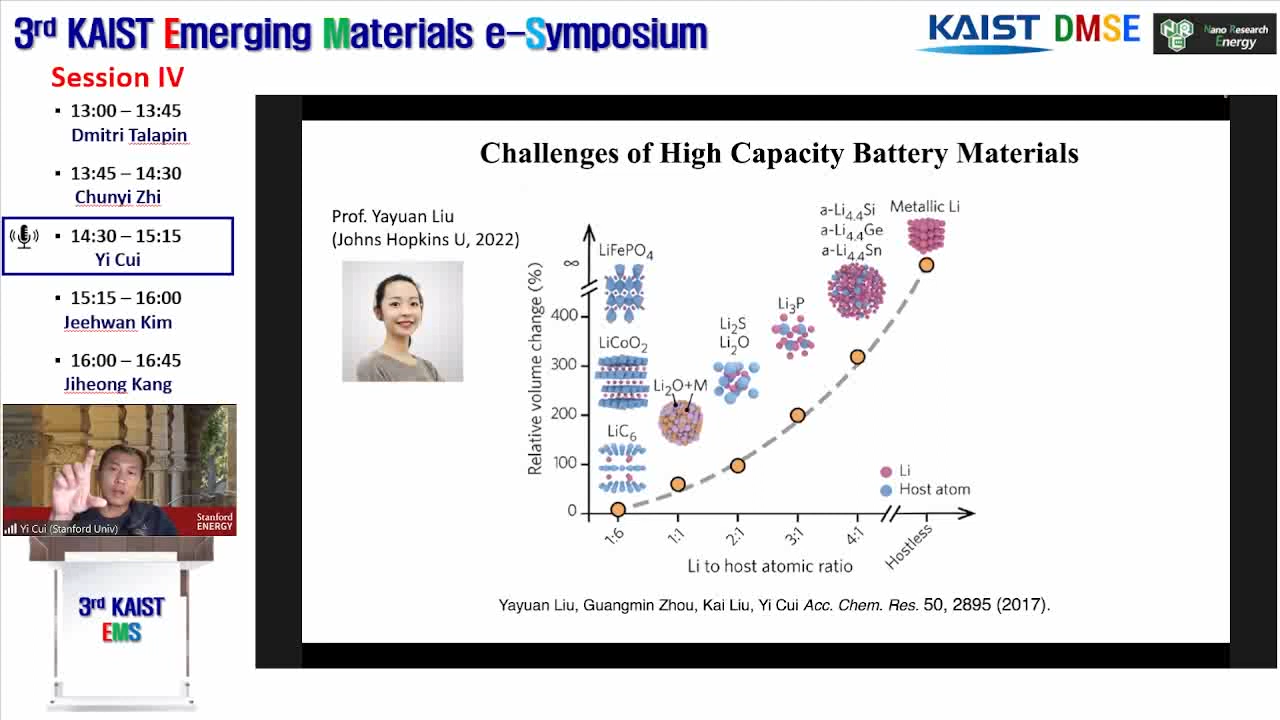 3rd KAIST Emerging Materials e-Symposium
KAIST DMSE
Nano Research
Energy
NRE
Session IV
▪ 13:00 – 13:45
Dmitri Talapin
▪ 13:45 – 14:30
Chunyi Zhi
▪ 14:30 – 15:15
Yi Cui
▪ 15:15 – 16:00
Jeehwan Kim
▪ 16:00 – 16:45
Jiheong Kang
Stanford
ENERGY
Yi Cui (Stanford Univ)
3rd KAIST
EMS
Challenges of High Capacity Battery Materials
Prof. Yayuan Liu
(Johns Hopkins U, 2022)
Relative volume change (%)
∞
400
300
200
100
0
LiFePO4
LiCoO2
LiC6
Li2O+M
Li2S
Li2O
Li3P
a-Li4.4Si
a-Li4.4Ge
a-Li4.4Sn
Metallic Li
Li
Host atom
1:6
1:1
2:1
3:1
4:1
Hostless
Li to host atomic ratio
Yayuan Liu, Guangmin Zhou, Kai Liu, Yi Cui Acc. Chem. Res. 50, 2895 (2017).